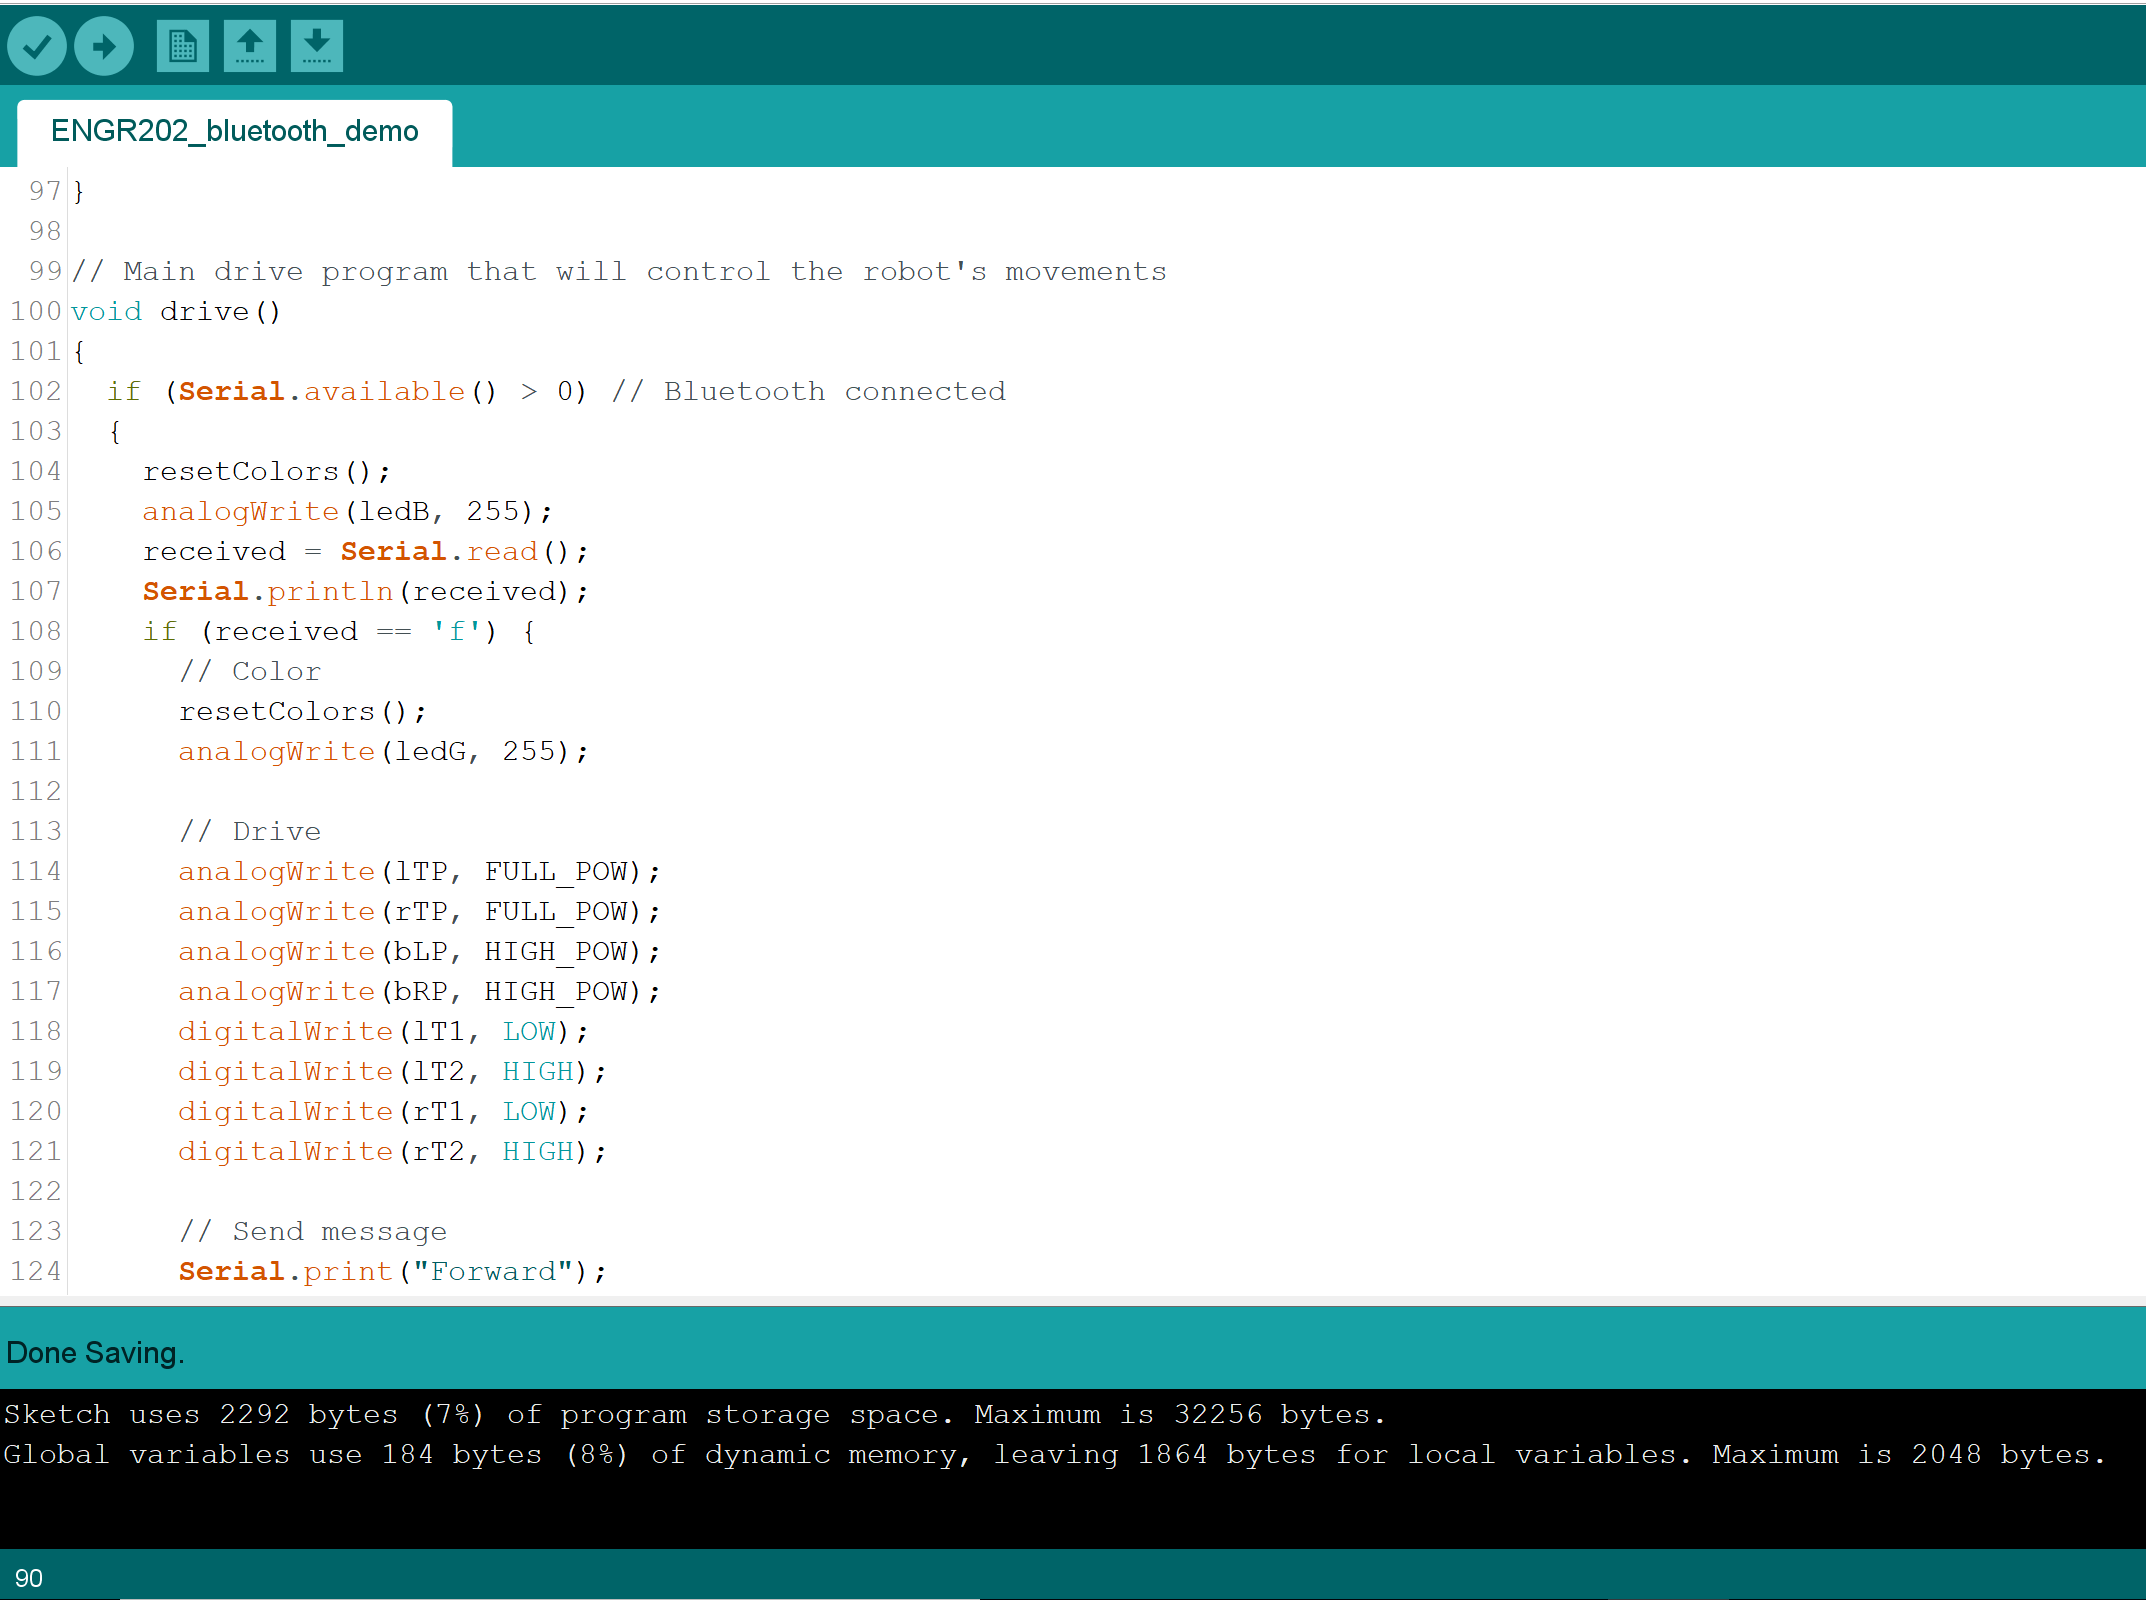 ENGR202_bluetooth_demo
97 }
98
99 // Main drive program that will control the robot's movements
100 void drive()
101 {
102   if (Serial.available() > 0) // Bluetooth connected
103   {
104     resetColors();
105     analogWrite(ledB, 255);
106     received = Serial.read();
107     Serial.println(received);
108     if (received == 'f') {
109       // Color
110       resetColors();
111       analogWrite(ledG, 255);
112
113       // Drive
114       analogWrite(lTP, FULL_POW);
115       analogWrite(rTP, FULL_POW);
116       analogWrite(bLP, HIGH_POW);
117       analogWrite(bRP, HIGH_POW);
118       digitalWrite(lT1, LOW);
119       digitalWrite(lT2, HIGH);
120       digitalWrite(rT1, LOW);
121       digitalWrite(rT2, HIGH);
122
123       // Send message
124       Serial.print("Forward");
Done Saving.
Sketch uses 2292 bytes (7%) of program storage space. Maximum is 32256 bytes.
Global variables use 184 bytes (8%) of dynamic memory, leaving 1864 bytes for local variables. Maximum is 2048 bytes.
90